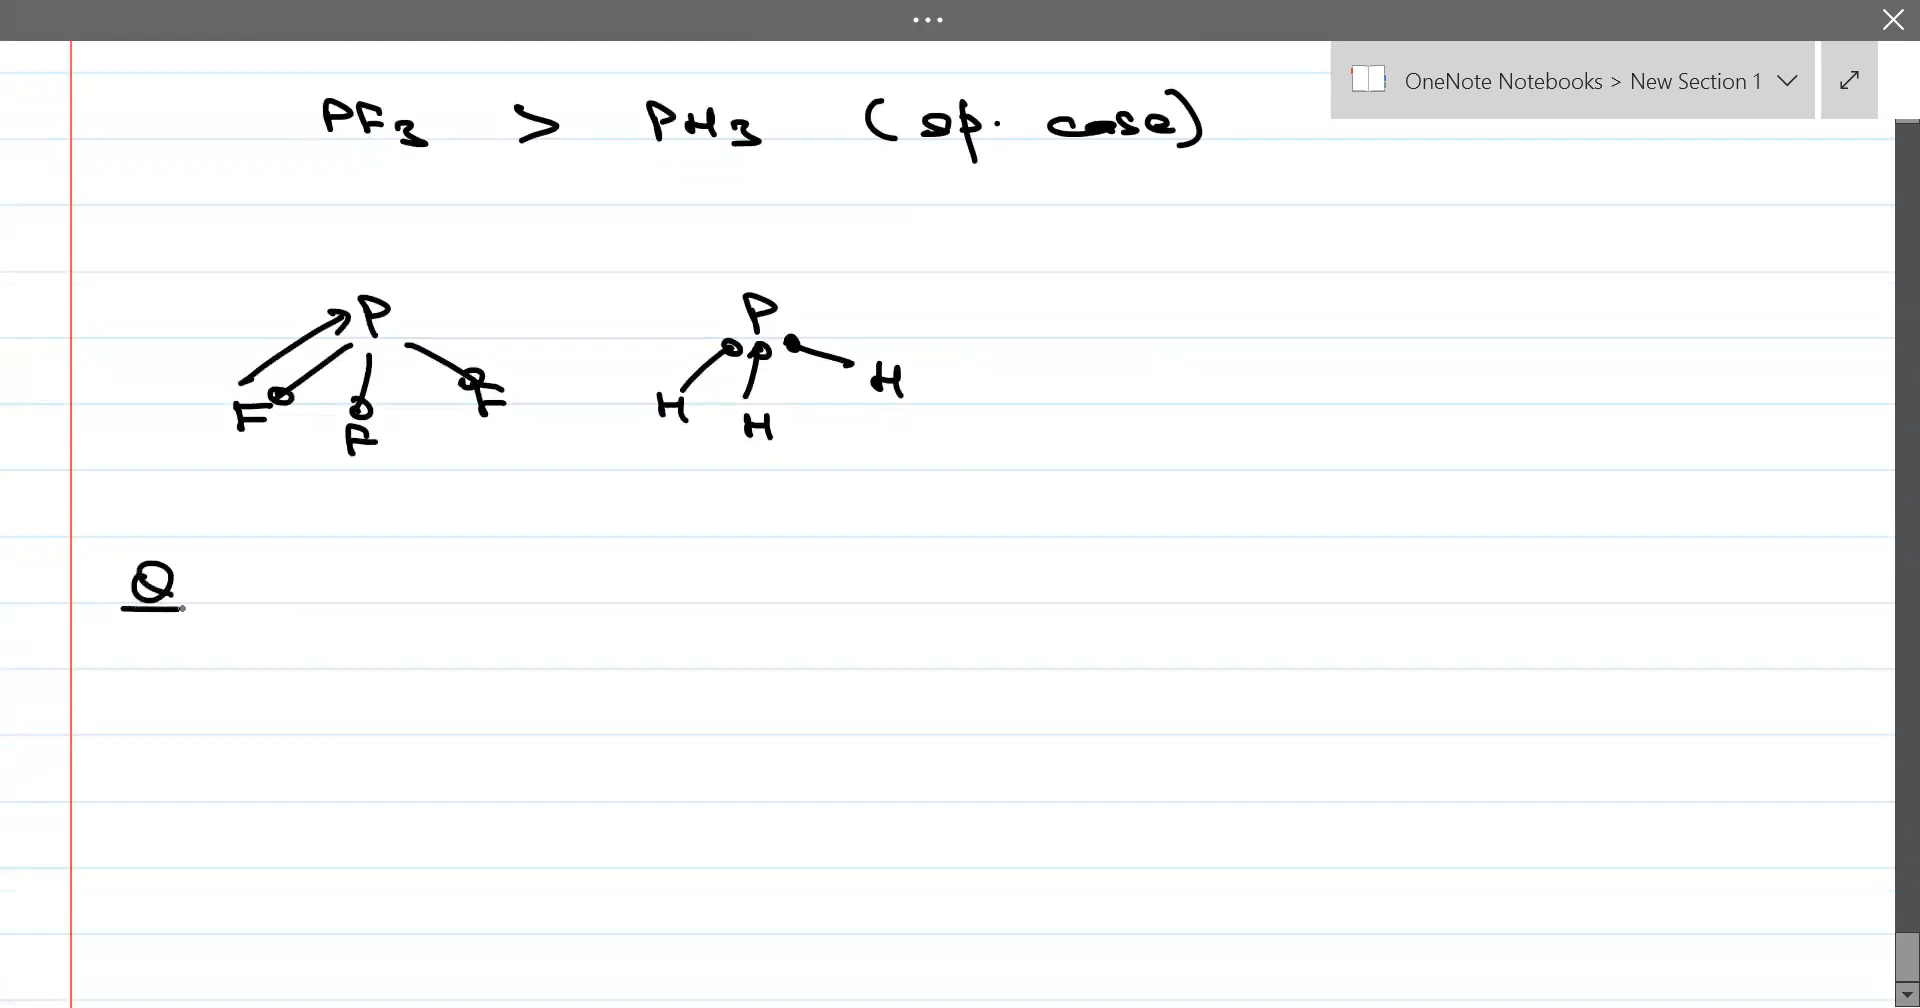 OneNote Notebooks > New Section 1
PF3 > PH3 (sp. case)
P P
F F F H H H
Q